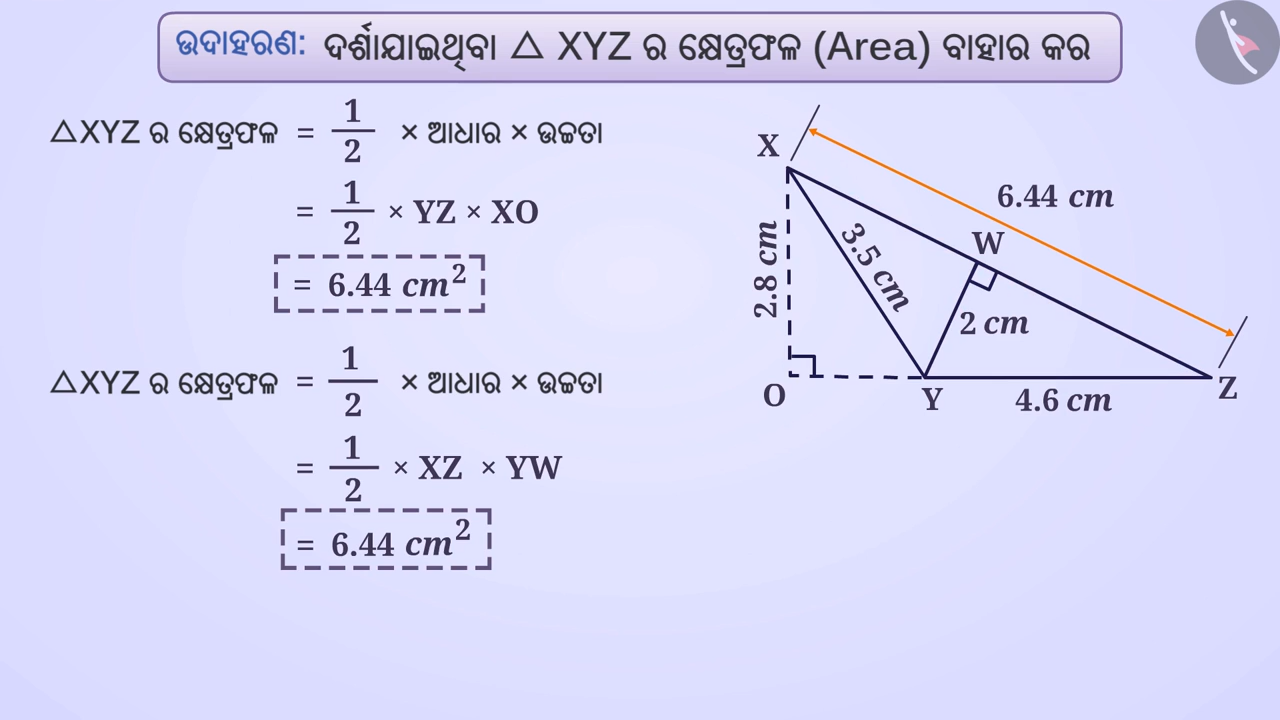 ଉଦାହରଣ: ଦର୍ଶାଯାଇଥିବା △ XYZ ର କ୍ଷେତ୍ରଫଳ (Area) ବାହାର କର
△XYZ ର କ୍ଷେତ୍ରଫଳ = 1/2 × ଆଧାର × ଉଚ୍ଚତା
= 1/2 × YZ × XO
= 6.44 cm²
△XYZ ର କ୍ଷେତ୍ରଫଳ = 1/2 × ଆଧାର × ଉଚ୍ଚତା
= 1/2 × XZ × YW
= 6.44 cm²
X
6.44 cm
W
3.5 cm
2.8 cm
2 cm
O
Y
4.6 cm
Z